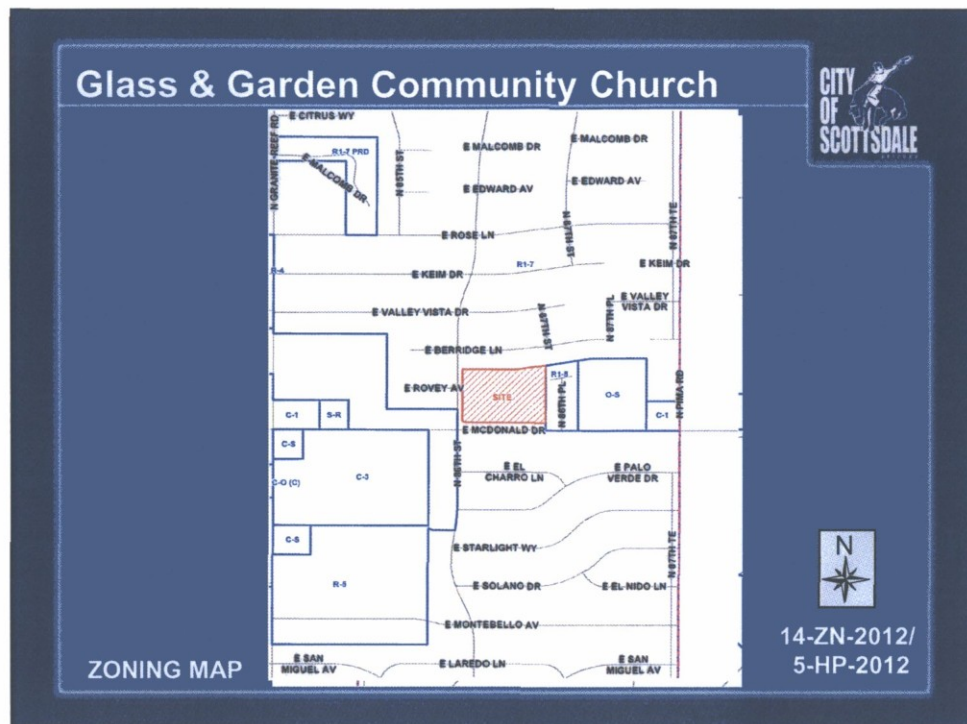 Glass & Garden Community Church
CITY
OF
SCOTTSDALE
E CITRUS WY
N GRANITE-REEF RD
R1-7 PRD
E MALCOMB DR
N 85TH ST
E MALCOMB DR
E MALCOMB DR
E EDWARD AV
E EDWARD AV
N 87TH ST
N 87TH TE
E ROSE LN
R-4
E KEIM DR
R1-7
E KEIM DR
E VALLEY VISTA DR
N 87TH ST
N 87TH PL
E VALLEY
VISTA DR
E BERRIDGE LN
E ROVEY AV
SITE
R1-5
N 86TH PL
O-S
C-1
N PIMA RD
C-1
S-R
E MCDONALD DR
C-S
N 86TH ST
E EL
CHARRO LN
E PALO
VERDE DR
C-O (C)
C-3
C-S
E STARLIGHT WY
N 87TH TE
R-5
E SOLANO DR
E EL NIDO LN
E MONTEBELLO AV
E SAN
MIGUEL AV
E LAREDO LN
E SAN
MIGUEL AV
N
ZONING MAP
14-ZN-2012/
5-HP-2012